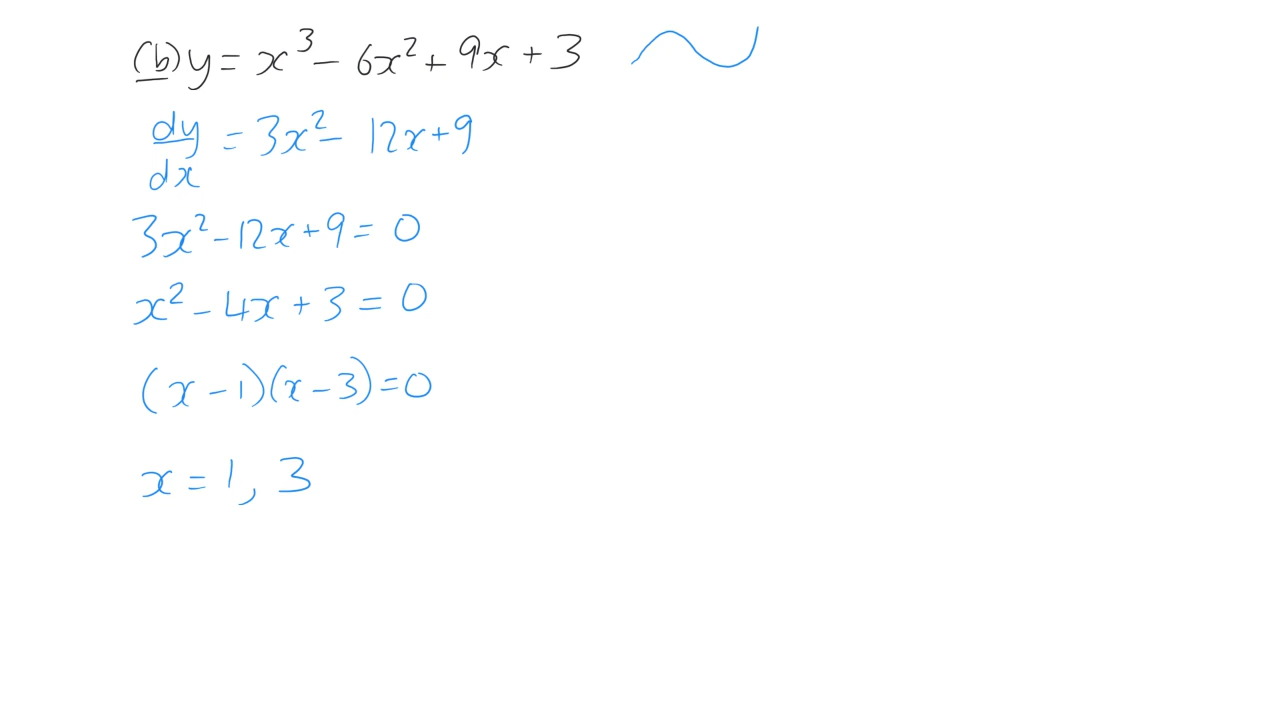 (b) y = x³ - 6x² + 9x + 3
dy/dx = 3x² - 12x + 9
3x² - 12x + 9 = 0
x² - 4x + 3 = 0
(x - 1)(x - 3) = 0
x = 1, 3